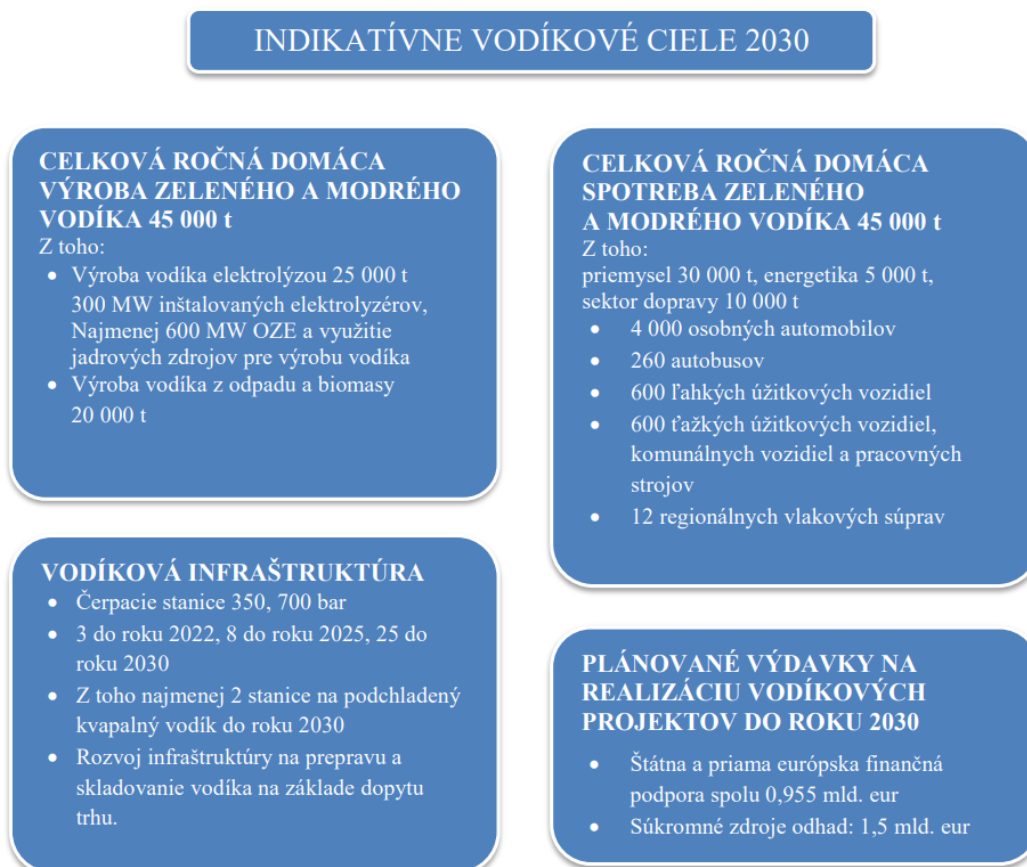 INDIKATÍVNE VODÍKOVÉ CIELE 2030
CELKOVÁ ROČNÁ DOMÁCA
VÝROBA ZELENÉHO A MODRÉHO
VODÍKA 45 000 t
Z toho:
• Výroba vodíka elektrolýzou 25 000 t
300 MW inštalovaných elektrolyzérov,
Najmenej 600 MW OZE a využitie
jadrových zdrojov pre výrobu vodíka
• Výroba vodíka z odpadu a biomasy
20 000 t
CELKOVÁ ROČNÁ DOMÁCA
SPOTREBA ZELENÉHO
A MODRÉHO VODÍKA 45 000 t
Z toho:
priemysel 30 000 t, energetika 5 000 t,
sektor dopravy 10 000 t
• 4 000 osobných automobilov
• 260 autobusov
• 600 ľahkých úžitkových vozidiel
• 600 ťažkých úžitkových vozidiel,
komunálnych vozidiel a pracovných
strojov
• 12 regionálnych vlakových súprav
VODÍKOVÁ INFRAŠTRUKTÚRA
• Čerpacie stanice 350, 700 bar
• 3 do roku 2022, 8 do roku 2025, 25 do
roku 2030
• Z toho najmenej 2 stanice na podchladený
kvapalný vodík do roku 2030
• Rozvoj infraštruktúry na prepravu a
skladovanie vodíka na základe dopytu
trhu.
PLÁNOVANÉ VÝDAVKY NA
REALIZÁCIU VODÍKOVÝCH
PROJEKTOV DO ROKU 2030
• Štátna a priama európska finančná
podpora spolu 0,955 mld. eur
• Súkromné zdroje odhad: 1,5 mld. eur